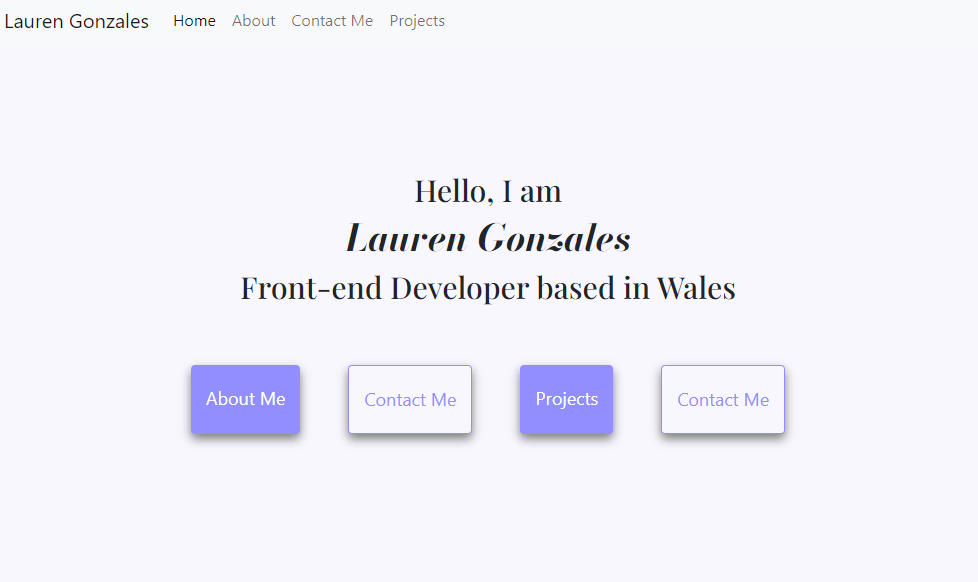 Lauren Gonzales Home About Contact Me Projects
Hello, I am
Lauren Gonzales
Front-end Developer based in Wales
About Me Contact Me Projects Contact Me